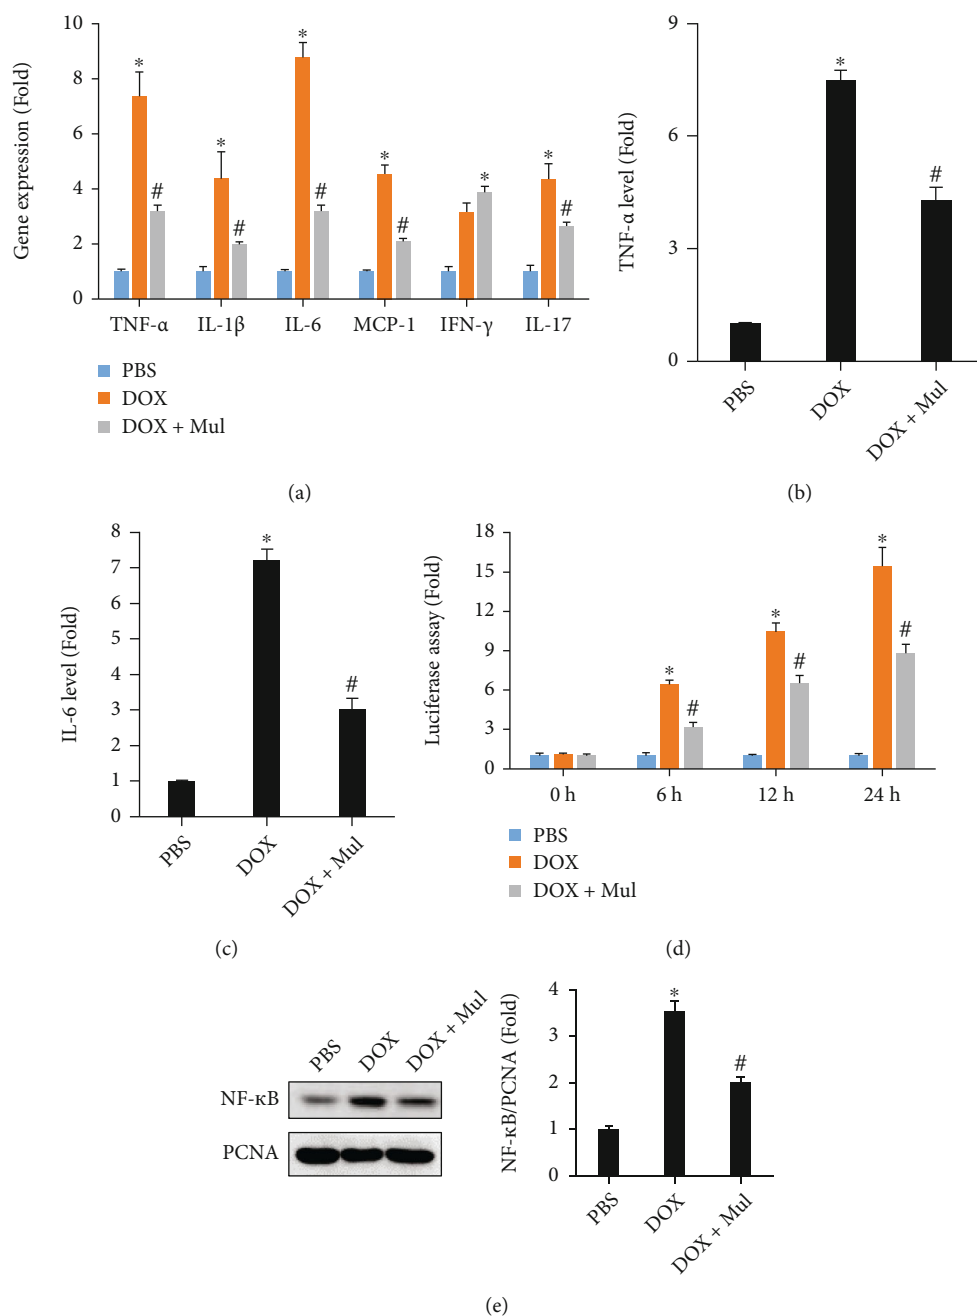 Gene expression (Fold)
10
8
6
4
2
0
* # * # * # * # * * #
TNF-α IL-1β IL-6 MCP-1 IFN-γ IL-17
PBS
DOX
DOX + Mul
(a)
TNF-α level (Fold)
9
6
3
0
* #
PBS DOX DOX + Mul
(b)
IL-6 level (Fold)
8
7
6
5
4
3
2
1
0
* #
PBS DOX DOX + Mul
(c)
Luciferase assay (Fold)
18
15
12
9
6
3
0
* # * # * #
0 h 6 h 12 h 24 h
PBS
DOX
DOX + Mul
(d)
PBS DOX DOX + Mul
NF-κB
PCNA
NF-κB/PCNA (Fold)
4
3
2
1
0
* #
PBS DOX DOX + Mul
(e)